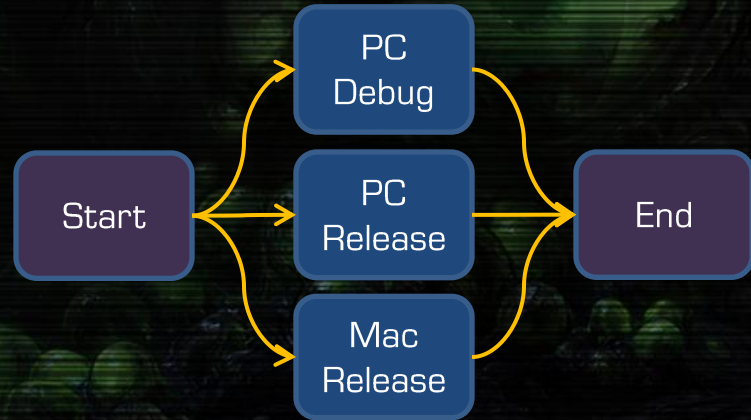 PC
Debug
Start
PC
Release
End
Mac
Release